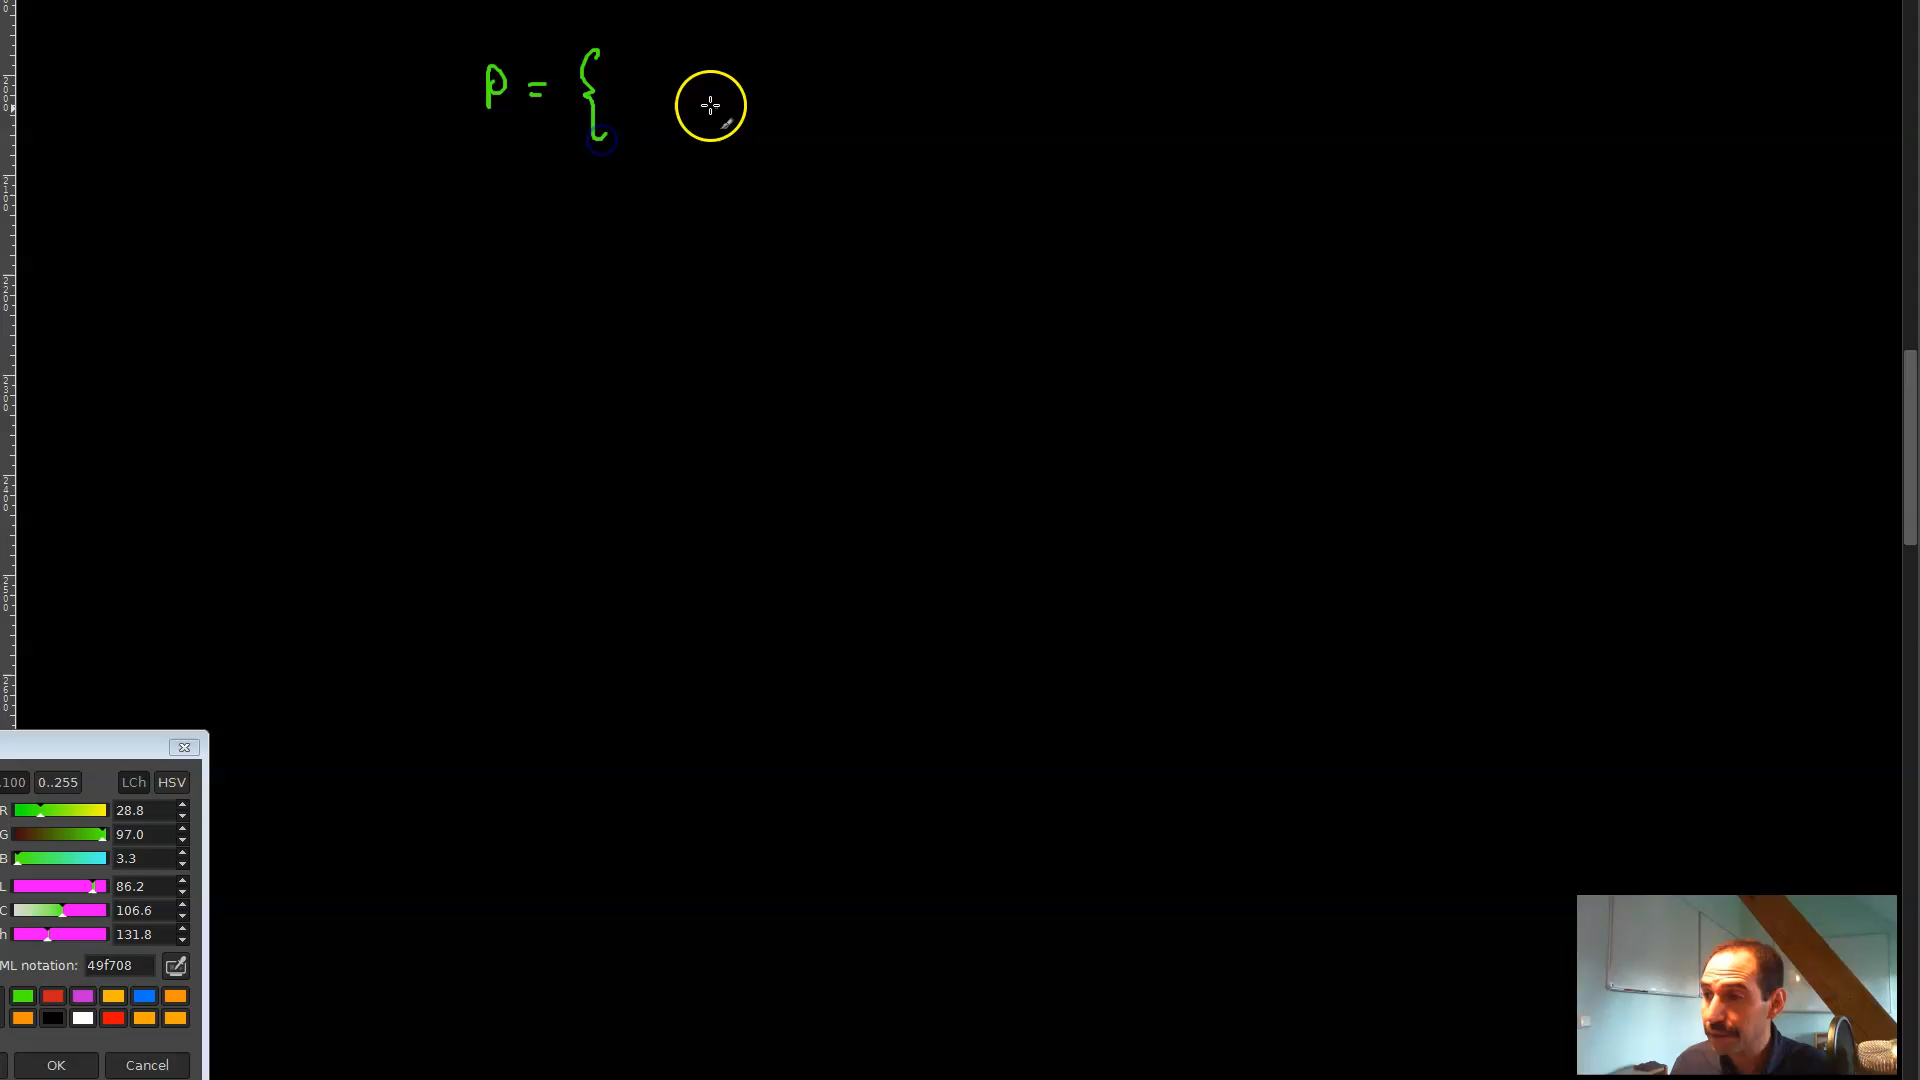 P = {
.100 0..255 LCh HSV
R 28.8
G 97.0
B 3.3
L 86.2
C 106.6
h 131.8
ML notation: 49f708
OK Cancel